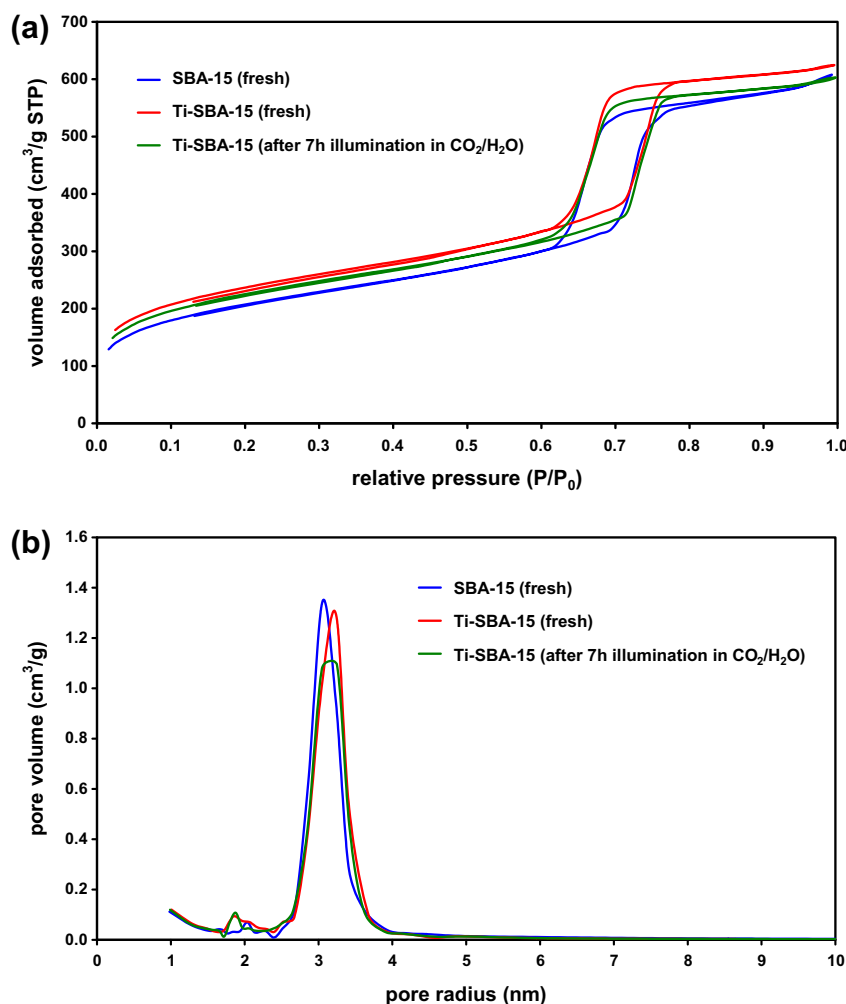 (a)
700
600
500
400
300
200
100
0
volume adsorbed (cm³/g STP)
SBA-15 (fresh)
Ti-SBA-15 (fresh)
Ti-SBA-15 (after 7h illumination in CO₂/H₂O)
0.0 0.1 0.2 0.3 0.4 0.5 0.6 0.7 0.8 0.9 1.0
relative pressure (P/P₀)
(b)
1.6
1.4
1.2
1.0
0.8
0.6
0.4
0.2
0.0
pore volume (cm³/g)
SBA-15 (fresh)
Ti-SBA-15 (fresh)
Ti-SBA-15 (after 7h illumination in CO₂/H₂O)
0 1 2 3 4 5 6 7 8 9 10
pore radius (nm)